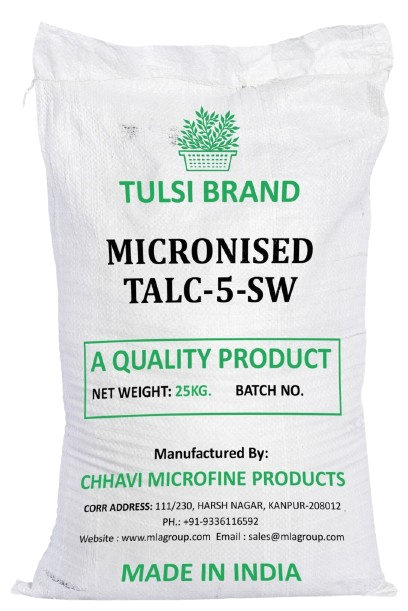 TULSI BRAND
MICRONISED
TALC-5-SW
A QUALITY PRODUCT
NET WEIGHT: 25KG. BATCH NO.
Manufactured By:
CHHAVI MICROFINE PRODUCTS
CORR ADDRESS: 111/230, HARSH NAGAR, KANPUR-208012
PH.: +91-9336116592
Website : www.mlagroup.com Email : sales@mlagroup.com
MADE IN INDIA